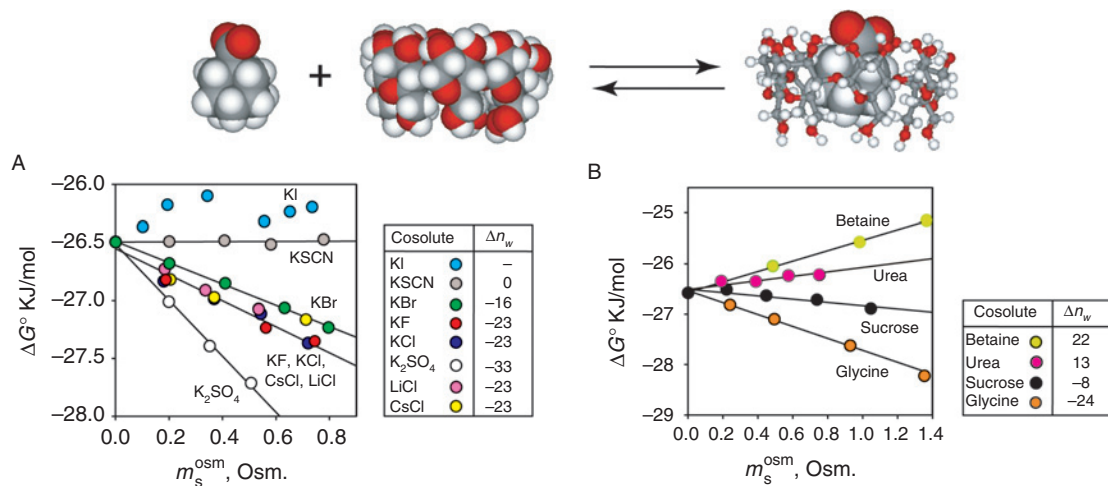 +
A
−26.0
−26.5
−27.0
−27.5
−28.0
ΔG° KJ/mol
KI
KSCN
KBr
KF, KCl,
CsCl, LiCl
K₂SO₄
0.0 0.2 0.4 0.6 0.8
mₛᵒˢᵐ, Osm.
Cosolute Δn_w
KI –
KSCN 0
KBr −16
KF −23
KCl −23
K₂SO₄ −33
LiCl −23
CsCl −23
B
−25
−26
−27
−28
−29
ΔG° KJ/mol
Betaine
Urea
Sucrose
Glycine
0.0 0.2 0.4 0.6 0.8 1.0 1.2 1.4
mₛᵒˢᵐ, Osm.
Cosolute Δn_w
Betaine 22
Urea 13
Sucrose −8
Glycine −24